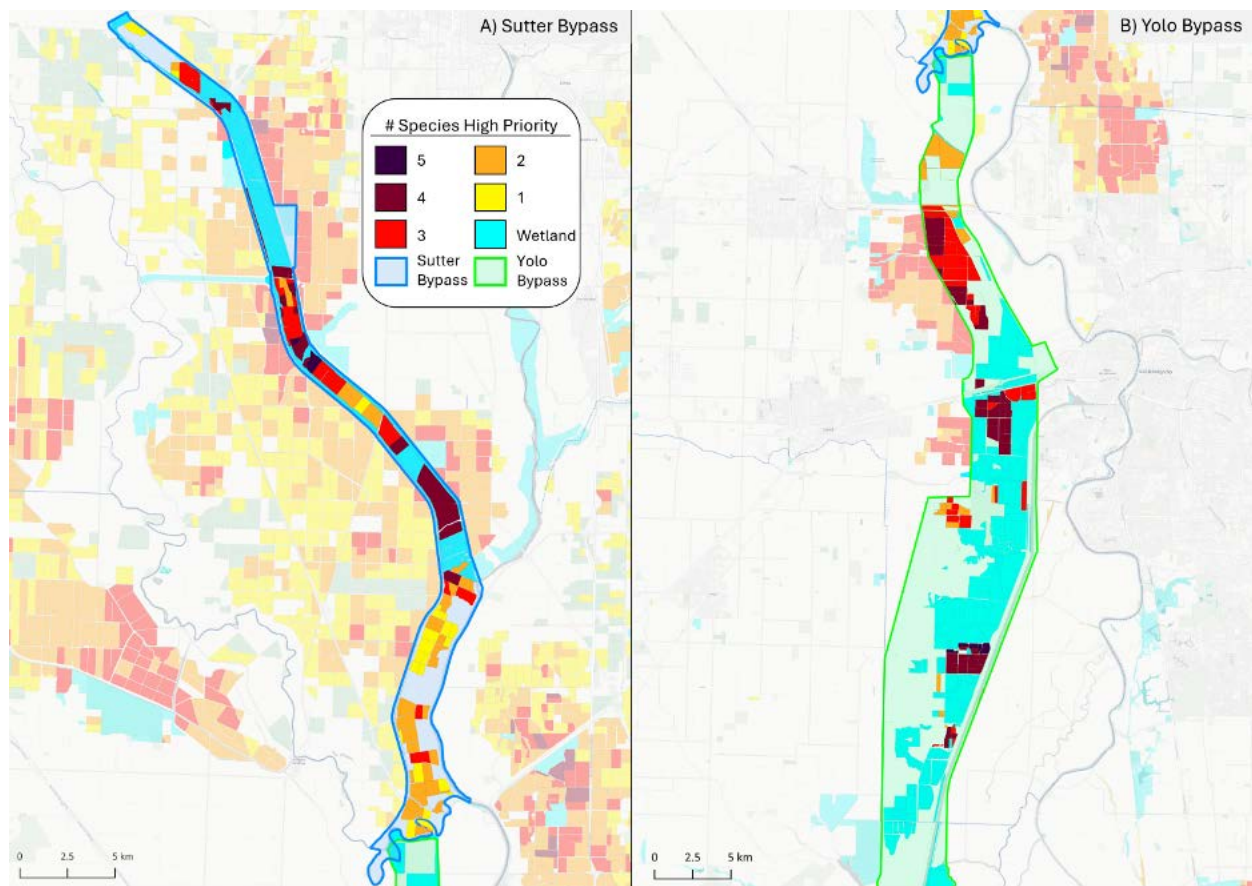 A) Sutter Bypass
B) Yolo Bypass
# Species High Priority
5
2
4
1
3
Wetland
Sutter
Bypass
Yolo
Bypass
0 2.5 5 km
0 2.5 5 km